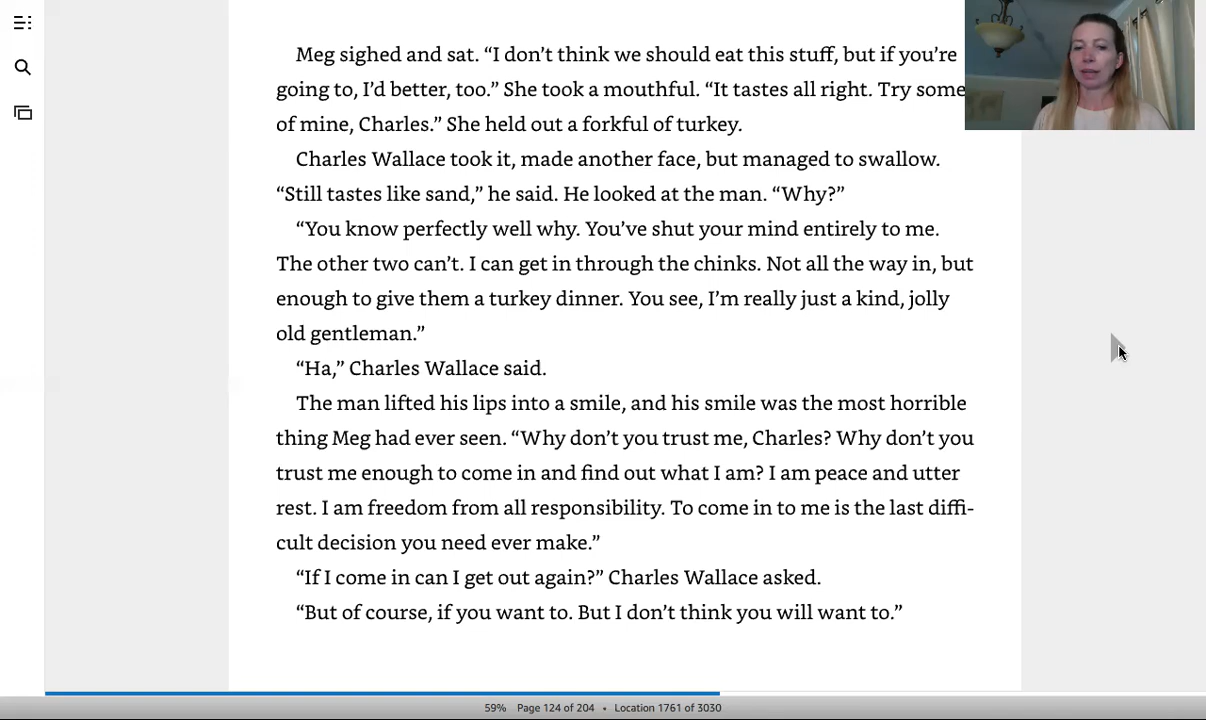 Meg sighed and sat. “I don’t think we should eat this stuff, but if you’re
going to, I’d better, too.” She took a mouthful. “It tastes all right. Try some
of mine, Charles.” She held out a forkful of turkey.
Charles Wallace took it, made another face, but managed to swallow.
“Still tastes like sand,” he said. He looked at the man. “Why?”
“You know perfectly well why. You’ve shut your mind entirely to me.
The other two can’t. I can get in through the chinks. Not all the way in, but
enough to give them a turkey dinner. You see, I’m really just a kind, jolly
old gentleman.”
“Ha,” Charles Wallace said.
The man lifted his lips into a smile, and his smile was the most horrible
thing Meg had ever seen. “Why don’t you trust me, Charles? Why don’t you
trust me enough to come in and find out what I am? I am peace and utter
rest. I am freedom from all responsibility. To come in to me is the last diffi-
cult decision you need ever make.”
“If I come in can I get out again?” Charles Wallace asked.
“But of course, if you want to. But I don’t think you will want to.”
59% Page 124 of 204 • Location 1761 of 3030